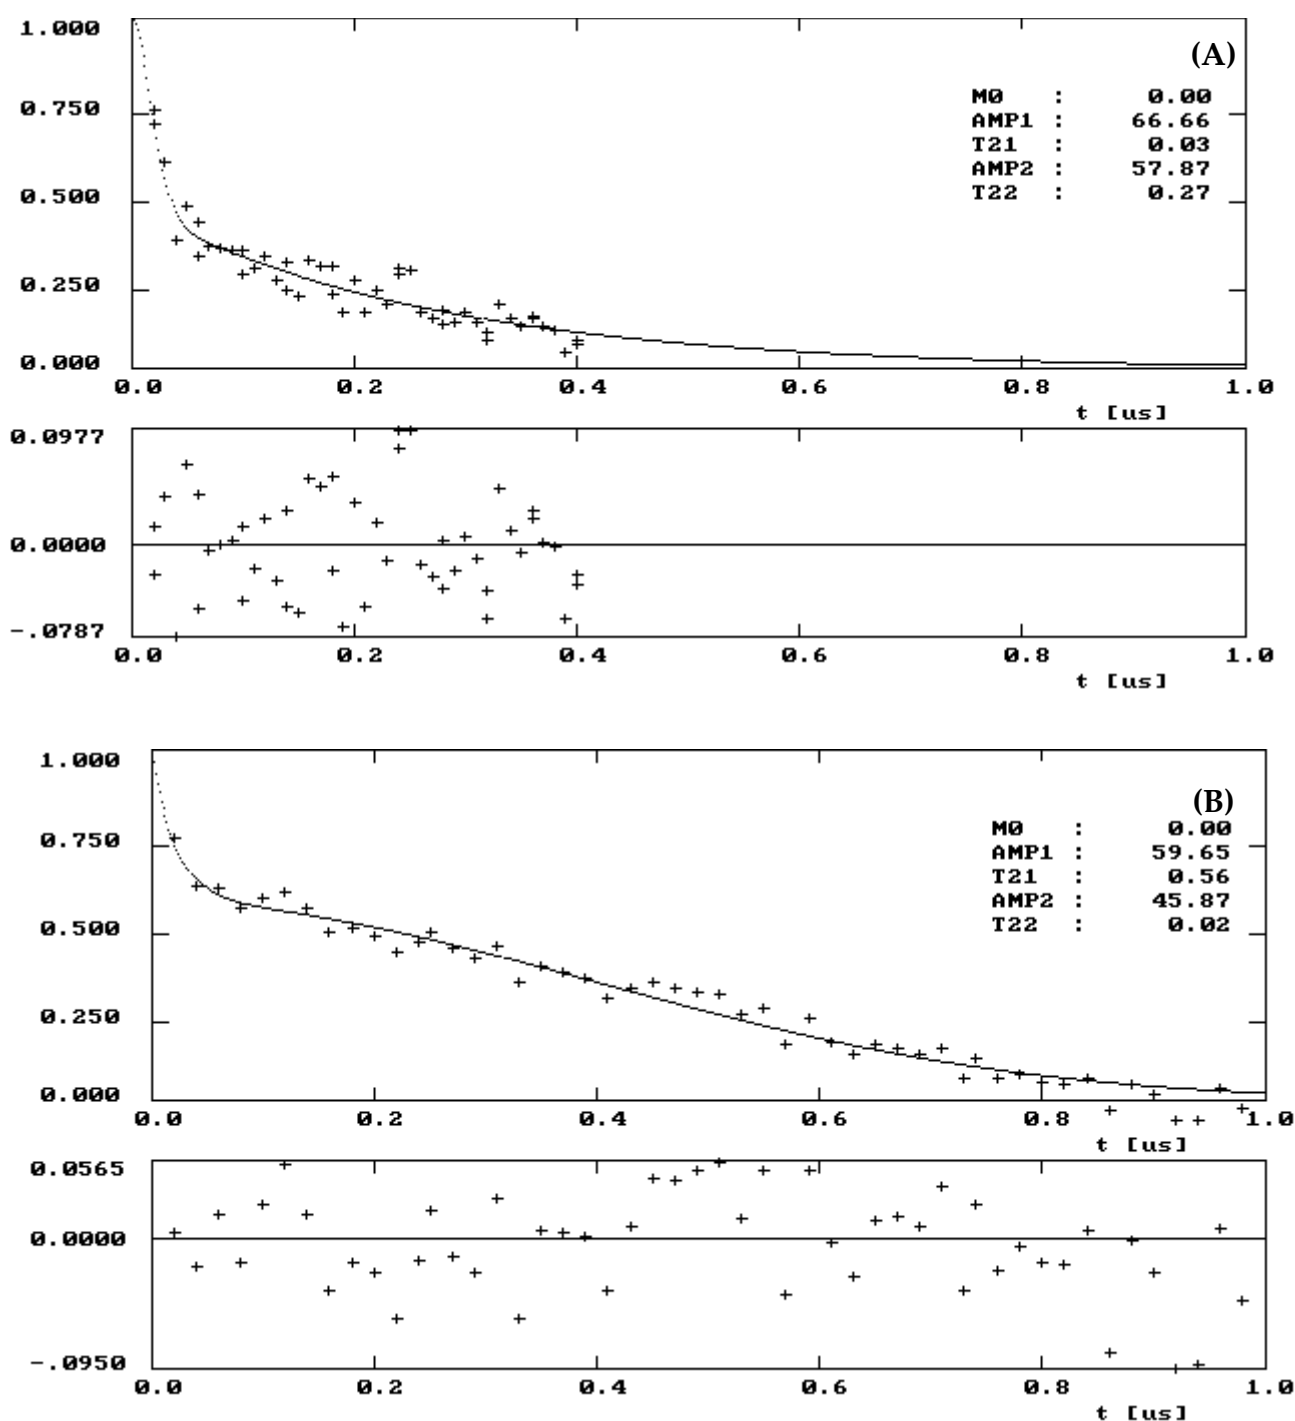 1.000
(A)
M0 : 0.00
0.750
AMP1 : 66.66
T21 : 0.03
AMP2 : 57.87
0.500
T22 : 0.27
0.250
0.000
0.0 0.2 0.4 0.6 0.8 1.0
t [us]
0.0977
0.0000
-.0787
0.0 0.2 0.4 0.6 0.8 1.0
t [us]
1.000
(B)
M0 : 0.00
0.750
AMP1 : 59.65
T21 : 0.56
AMP2 : 45.87
0.500
T22 : 0.02
0.250
0.000
0.0 0.2 0.4 0.6 0.8 1.0
t [us]
0.0565
0.0000
-.0950
0.0 0.2 0.4 0.6 0.8 1.0
t [us]